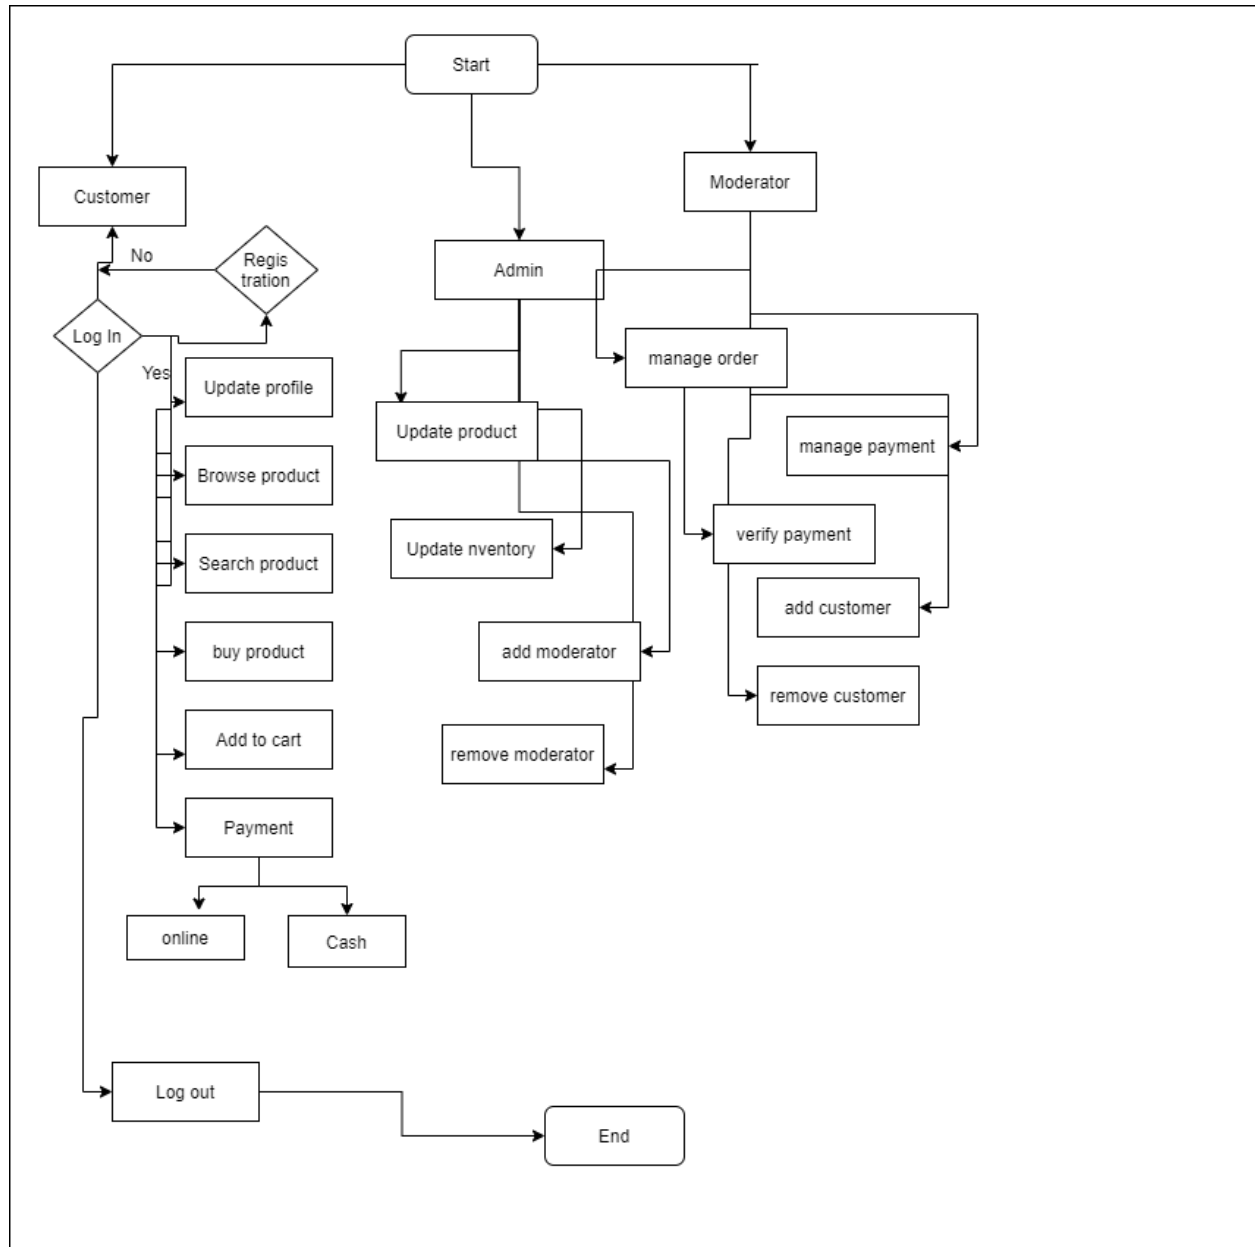 Start
Customer
Moderator
No
Regis
tration
Admin
Log In
manage order
Yes
Update profile
Update product
manage payment
Browse product
verify payment
Update nventory
Search product
add customer
buy product
add moderator
remove customer
Add to cart
remove moderator
Payment
online
Cash
Log out
End